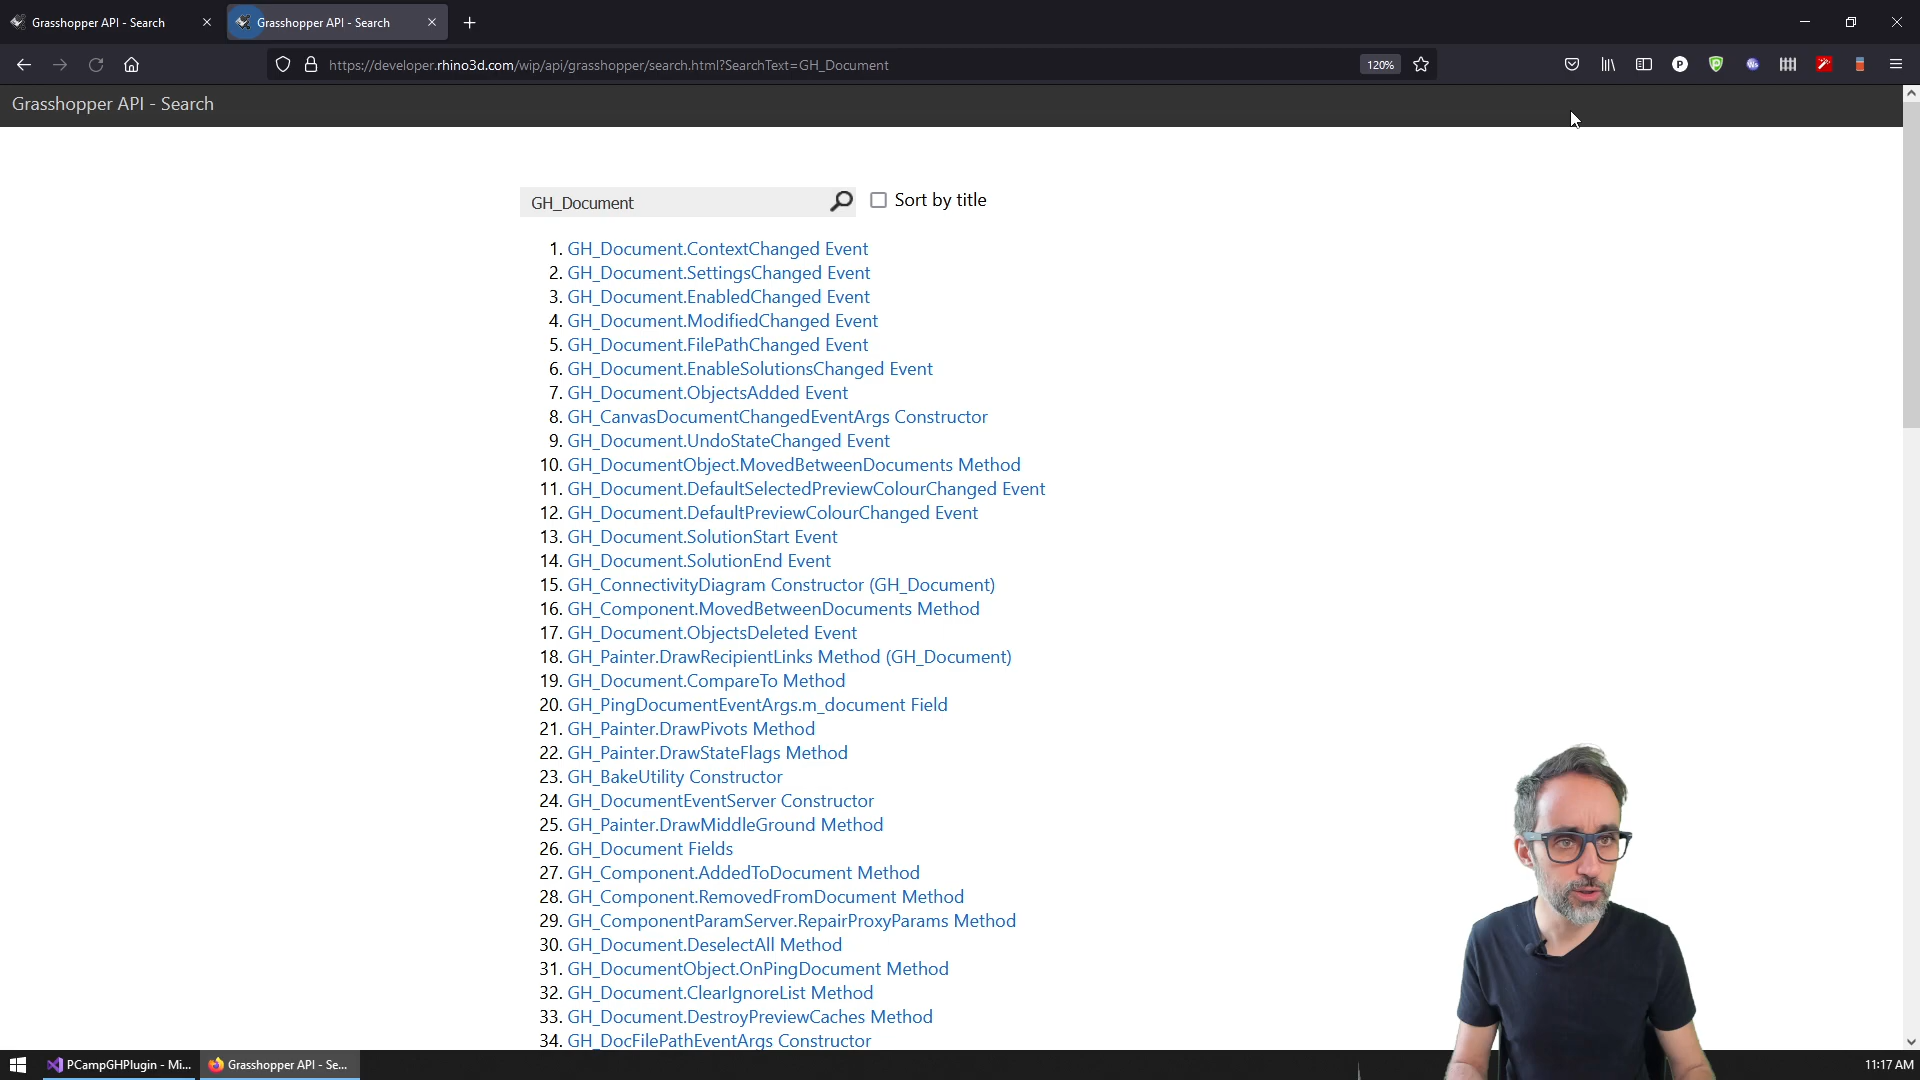 Grasshopper API - Search
Grasshopper API - Search
https://developer.rhino3d.com/wip/api/grasshopper/search.html?SearchText=GH_Document
120%
Grasshopper API - Search
GH_Document
Sort by title
1. GH_Document.ContextChanged Event
2. GH_Document.SettingsChanged Event
3. GH_Document.EnabledChanged Event
4. GH_Document.ModifiedChanged Event
5. GH_Document.FilePathChanged Event
6. GH_Document.EnableSolutionsChanged Event
7. GH_Document.ObjectsAdded Event
8. GH_CanvasDocumentChangedEventArgs Constructor
9. GH_Document.UndoStateChanged Event
10. GH_DocumentObject.MovedBetweenDocuments Method
11. GH_Document.DefaultSelectedPreviewColourChanged Event
12. GH_Document.DefaultPreviewColourChanged Event
13. GH_Document.SolutionStart Event
14. GH_Document.SolutionEnd Event
15. GH_ConnectivityDiagram Constructor (GH_Document)
16. GH_Component.MovedBetweenDocuments Method
17. GH_Document.ObjectsDeleted Event
18. GH_Painter.DrawRecipientLinks Method (GH_Document)
19. GH_Document.CompareTo Method
20. GH_PingDocumentEventArgs.m_document Field
21. GH_Painter.DrawPivots Method
22. GH_Painter.DrawStateFlags Method
23. GH_BakeUtility Constructor
24. GH_DocumentEventServer Constructor
25. GH_Painter.DrawMiddleGround Method
26. GH_Document Fields
27. GH_Component.AddedToDocument Method
28. GH_Component.RemovedFromDocument Method
29. GH_ComponentParamServer.RepairProxyParams Method
30. GH_Document.DeselectAll Method
31. GH_DocumentObject.OnPingDocument Method
32. GH_Document.ClearIgnoreList Method
33. GH_Document.DestroyPreviewCaches Method
34. GH_DocFilePathEventArgs Constructor
PCampGHPlugin - Mi...
Grasshopper API - Se...
11:17 AM